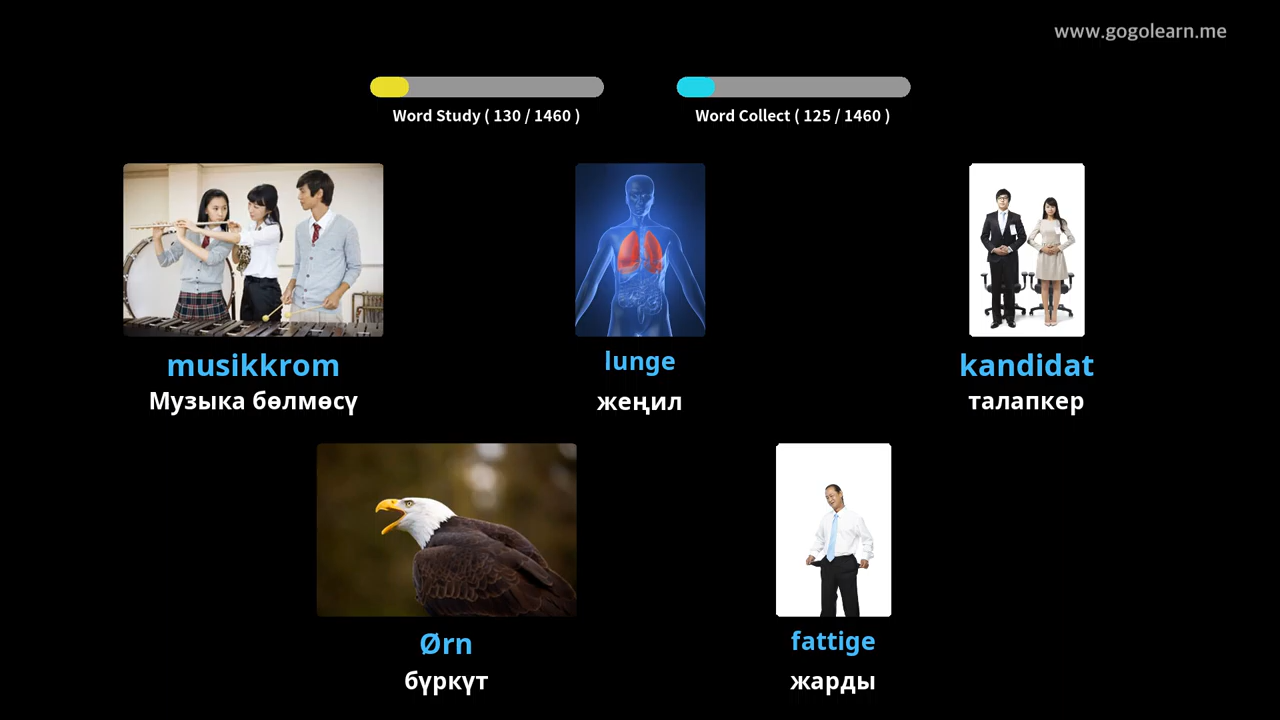 www.gogolearn.me
Word Study ( 130 / 1460 )
Word Collect ( 125 / 1460 )
musikkrom
Музыка бөлмөсү
lunge
жеңил
kandidat
талапкер
Ørn
бүркүт
fattige
жарды